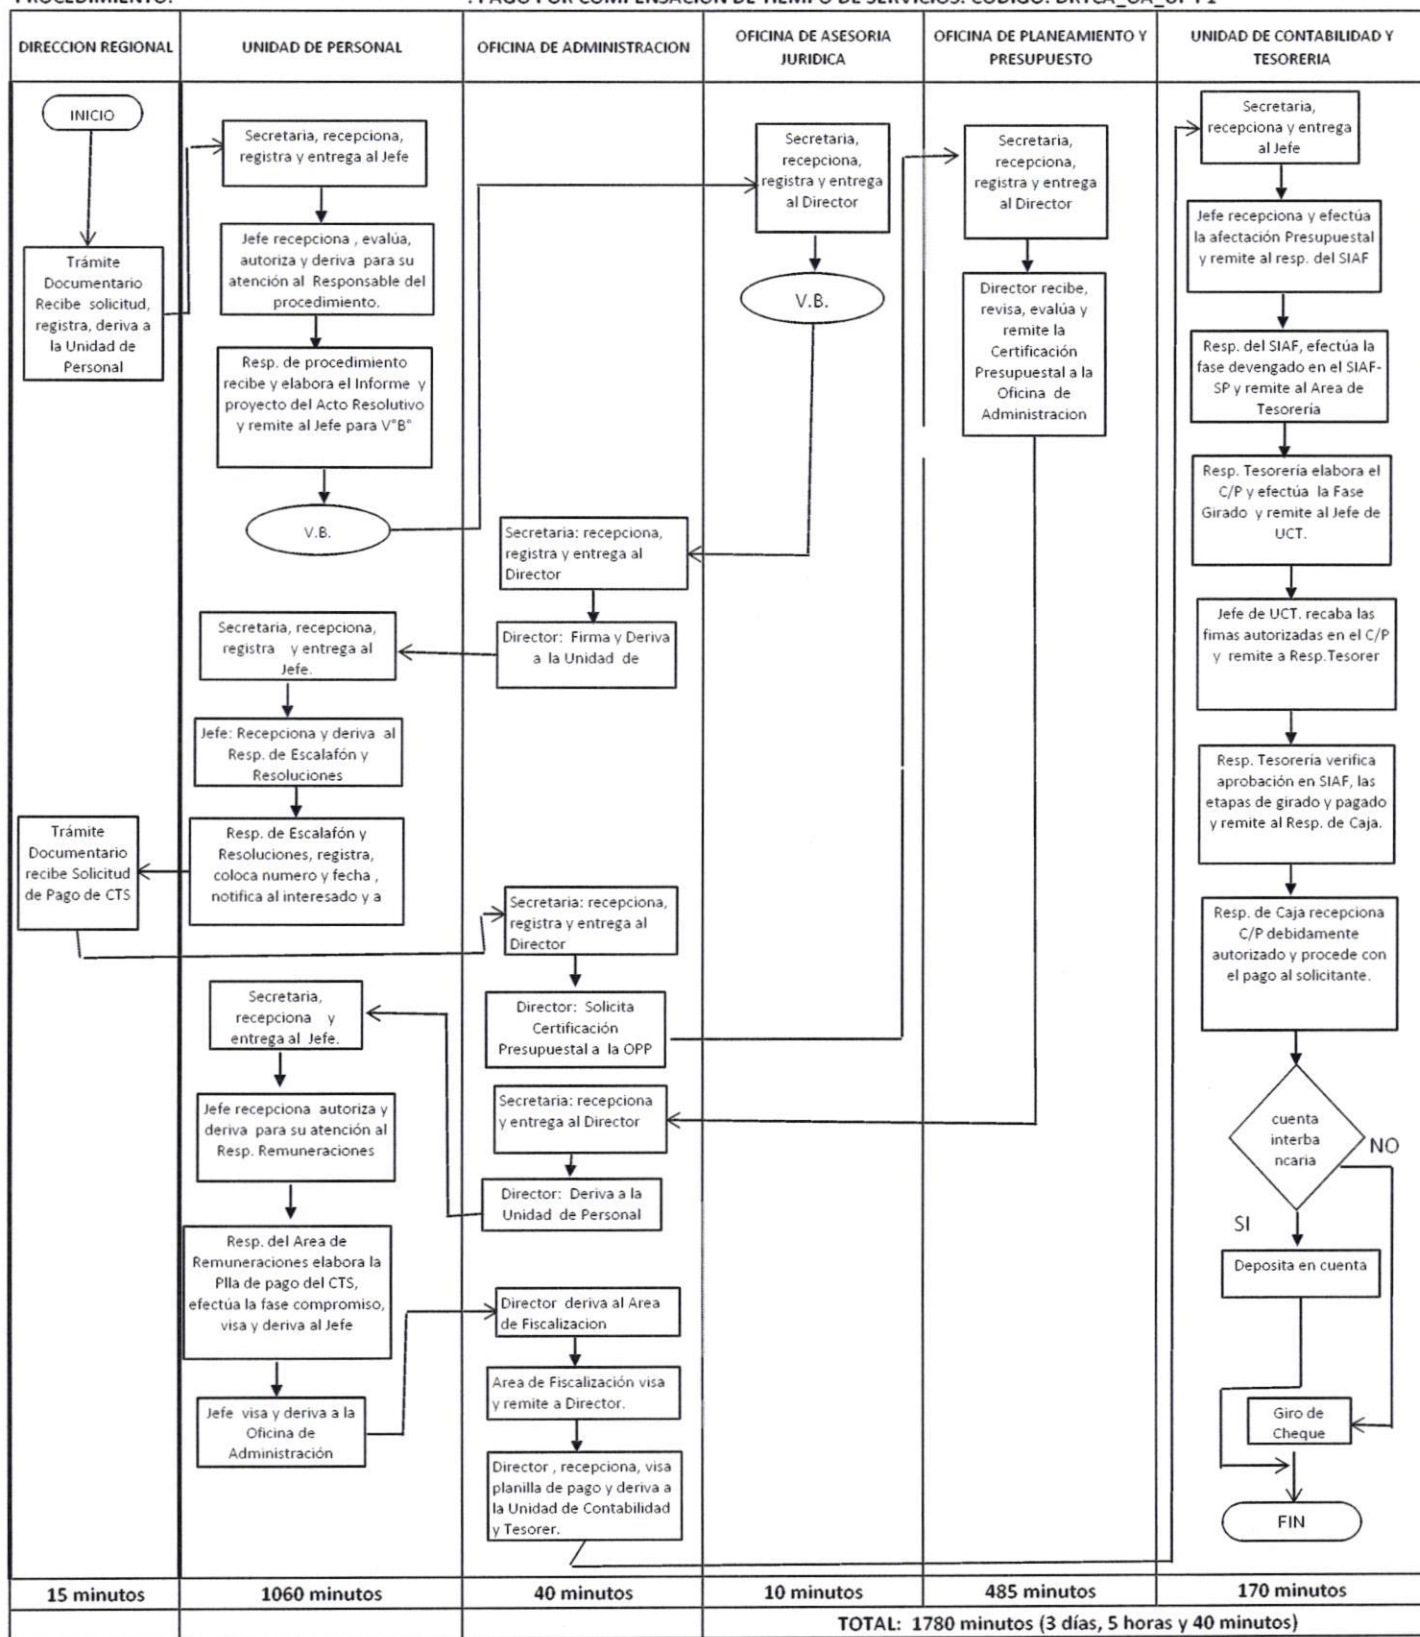 PROCEDIMIENTO: : PAGO POR COMPENSACION DE TIEMPO DE SERVICIOS. CODIGO:
DIRECCION REGIONAL
UNIDAD DE PERSONAL
OFICINA DE ADMINISTRACION
OFICINA DE ASESORIA
JURIDICA
OFICINA DE PLANEAMIENTO Y
PRESUPUESTO
UNIDAD DE CONTABILIDAD Y
TESORERIA
INICIO
Trámite
Documentario
Recibe solicitud,
registra, deriva a
la Unidad de
Personal
Secretaria, recepciona,
registra y entrega al Jefe
Jefe recepciona , evalúa,
autoriza y deriva para su
atención al Responsable del
procedimiento.
Resp. de procedimiento
recibe y elabora el Informe y
proyecto del Acto Resolutivo
y remite al Jefe para V°B°
V.B.
Secretaria, recepciona,
registra y entrega
al Director
V.B.
Secretaria: recepciona,
registra y entrega al
Director
Director: Firma y Deriva
a la Unidad de
Secretaria, recepciona,
registra y entrega al
Jefe.
Jefe: Recepciona y deriva al
Resp. de Escalafón y
Resoluciones
Resp. de Escalafón y
Resoluciones, registra,
coloca numero y fecha ,
notifica al interesado y a
Trámite
Documentario
recibe Solicitud
de Pago de CTS
Secretaria: recepciona,
registra y entrega al
Director
Director: Solicita
Certificación
Presupuestal a la OPP
Secretaria,
recepciona,
registra y entrega
al Director
Director recibe,
revisa, evalúa y
remite la
Certificación
Presupuestal a la
Oficina de
Administracion
Secretaria: recepciona
y entrega al Director
Director: Deriva a la
Unidad de Personal
Secretaria,
recepciona y
entrega al Jefe.
Jefe recepciona autoriza y
deriva para su atención al
Resp. Remuneraciones
Resp. del Area de
Remuneraciones elabora la
Plla de pago del CTS,
efectúa la fase compromiso,
visa y deriva al Jefe
Jefe visa y deriva a la
Oficina de
Administración
Director deriva al Area
de Fiscalizacion
Area de Fiscalización visa
y remite a Director.
Director , recepciona, visa
planilla de pago y deriva a
la Unidad de Contabilidad
y Tesorer.
Secretaria,
recepciona y entrega
al Jefe
Jefe recepciona y efectúa
la afectación Presupuestal
y remite al resp. del SIAF
Resp. del SIAF, efectúa la
fase devengado en el SIAF-
SP y remite al Area de
Tesorería
Resp. Tesorería elabora el
C/P y efectúa la Fase
Girado y remite al Jefe de
UCT.
Jefe de UCT. recaba las
fimas autorizadas en el C/P
y remite a Resp.Tesorer
Resp. Tesorería verifica
aprobación en SIAF, las
etapas de girado y pagado
y remite al Resp. de Caja.
Resp. de Caja recepciona
C/P debidamente
autorizado y procede con
el pago al solicitante.
cuenta
interba
ncaria
NO
SI
Deposita en cuenta
Giro de
Cheque
FIN
15 minutos
1060 minutos
40 minutos
10 minutos
485 minutos
170 minutos
TOTAL: 1780 minutos (3 días, 5 horas y 40 minutos)